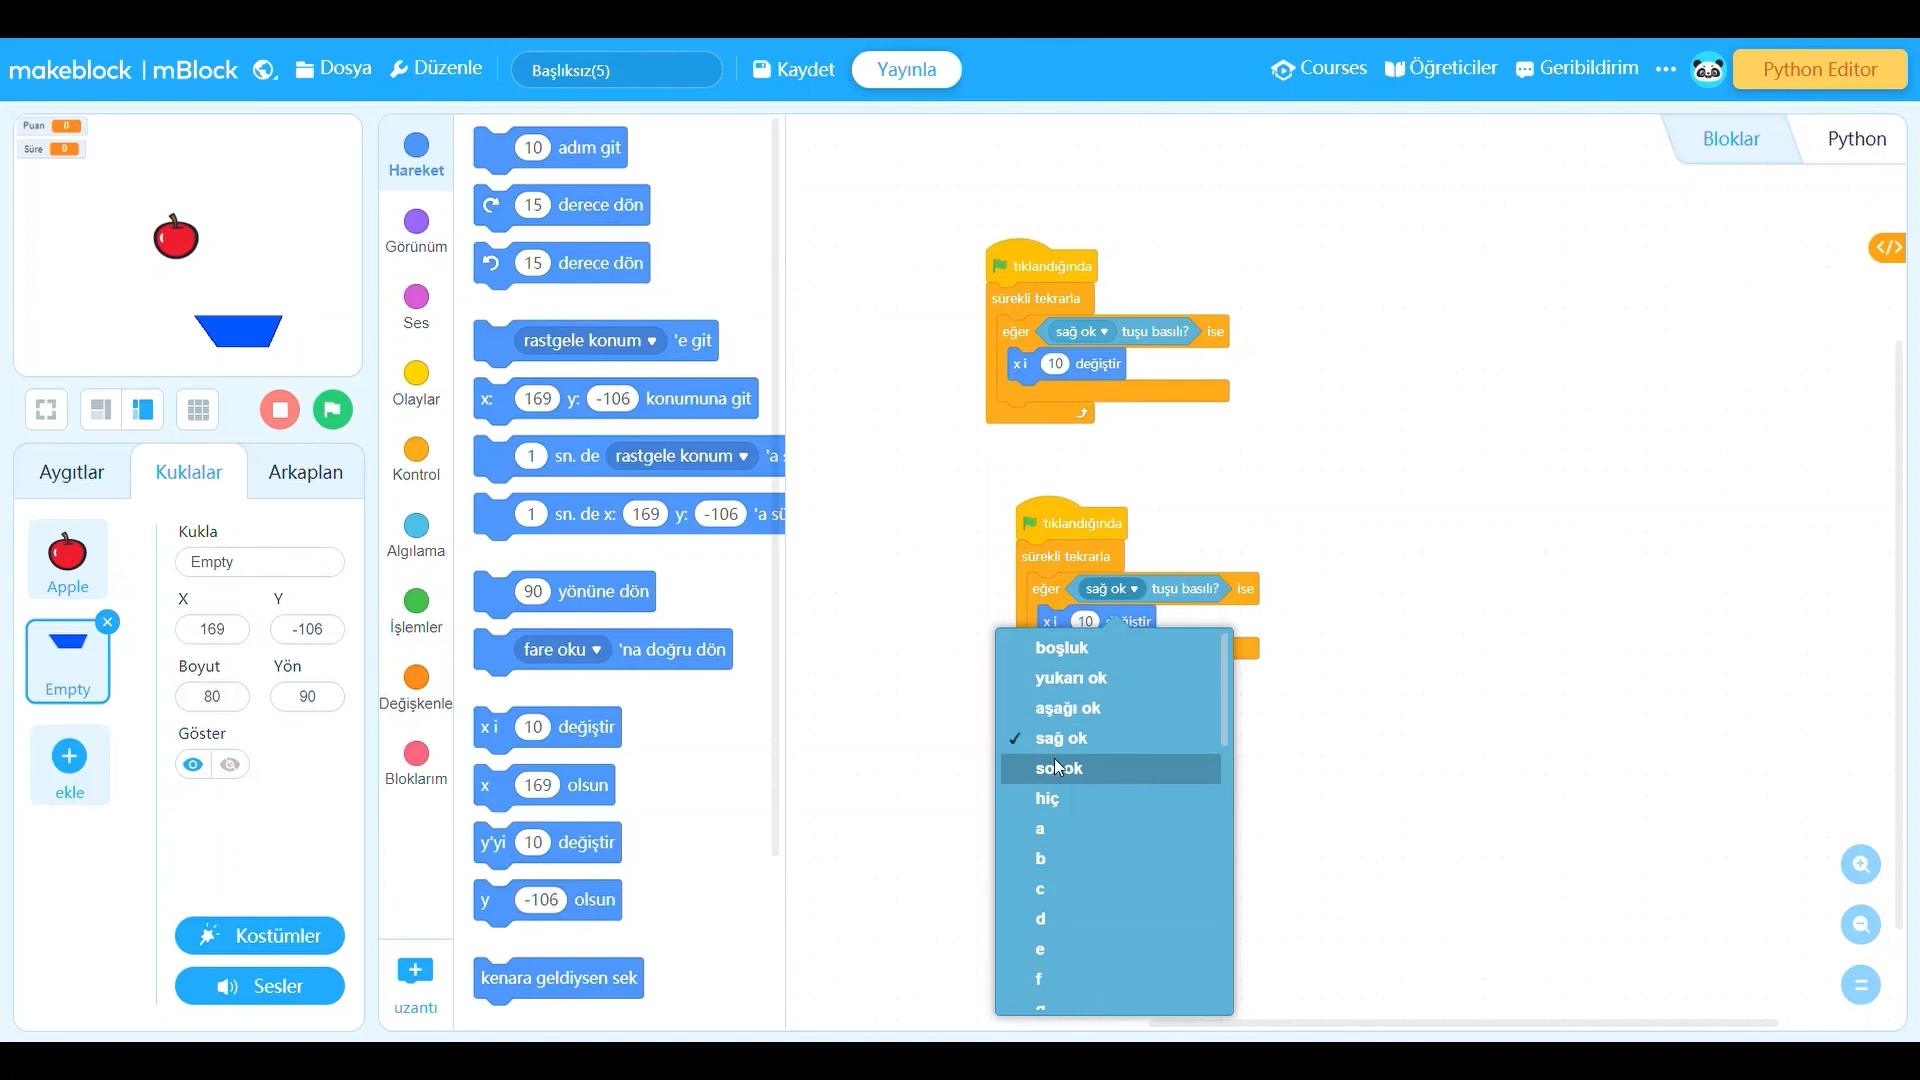 makeblock | mBlock Dosya Düzenle Başlıksız(5) Kaydet Yayınla Courses Öğreticiler Geribildirim Python Editor
Puan 0
Süre 0
Aygıtlar Kuklalar Arkaplan
Apple
Empty
ekle
Kukla
Empty
X Y
169 -106
Boyut Yön
80 90
Göster
Kostümler
Sesler
Hareket
Görünüm
Ses
Olaylar
Kontrol
Algılama
İşlemler
Değişkenle
Bloklarım
uzantı
10 adım git
15 derece dön
15 derece dön
rastgele konum 'e git
x: 169 y: -106 konumuna git
1 sn. de rastgele konum 'a
1 sn. de x: 169 y: -106 'a sü
90 yönüne dön
fare oku 'na doğru dön
x i 10 değiştir
x 169 olsun
y'yi 10 değiştir
y -106 olsun
kenara geldiysen sek
Bloklar Python
tıklandığında
sürekli tekrarla
eğer sağ ok tuşu basılı? ise
x i 10 değiştir
tıklandığında
sürekli tekrarla
eğer sağ ok tuşu basılı? ise
x i 10
boşluk
yukarı ok
aşağı ok
✓ sağ ok
sol ok
hiç
a
b
c
d
e
f